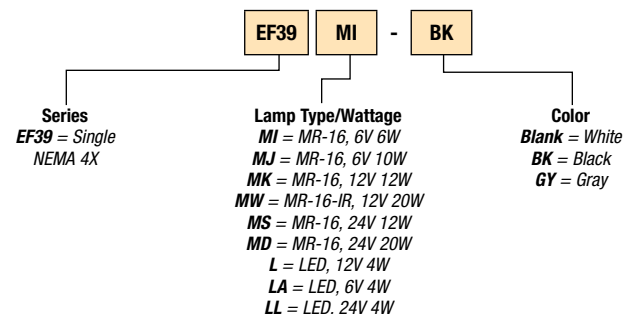 EF39 MI - BK
Series
EF39 = Single
NEMA 4X
Lamp Type/Wattage
MI = MR-16, 6V 6W
MJ = MR-16, 6V 10W
MK = MR-16, 12V 12W
MW = MR-16-IR, 12V 20W
MS = MR-16, 24V 12W
MD = MR-16, 24V 20W
L = LED, 12V 4W
LA = LED, 6V 4W
LL = LED, 24V 4W
Color
Blank = White
BK = Black
GY = Gray